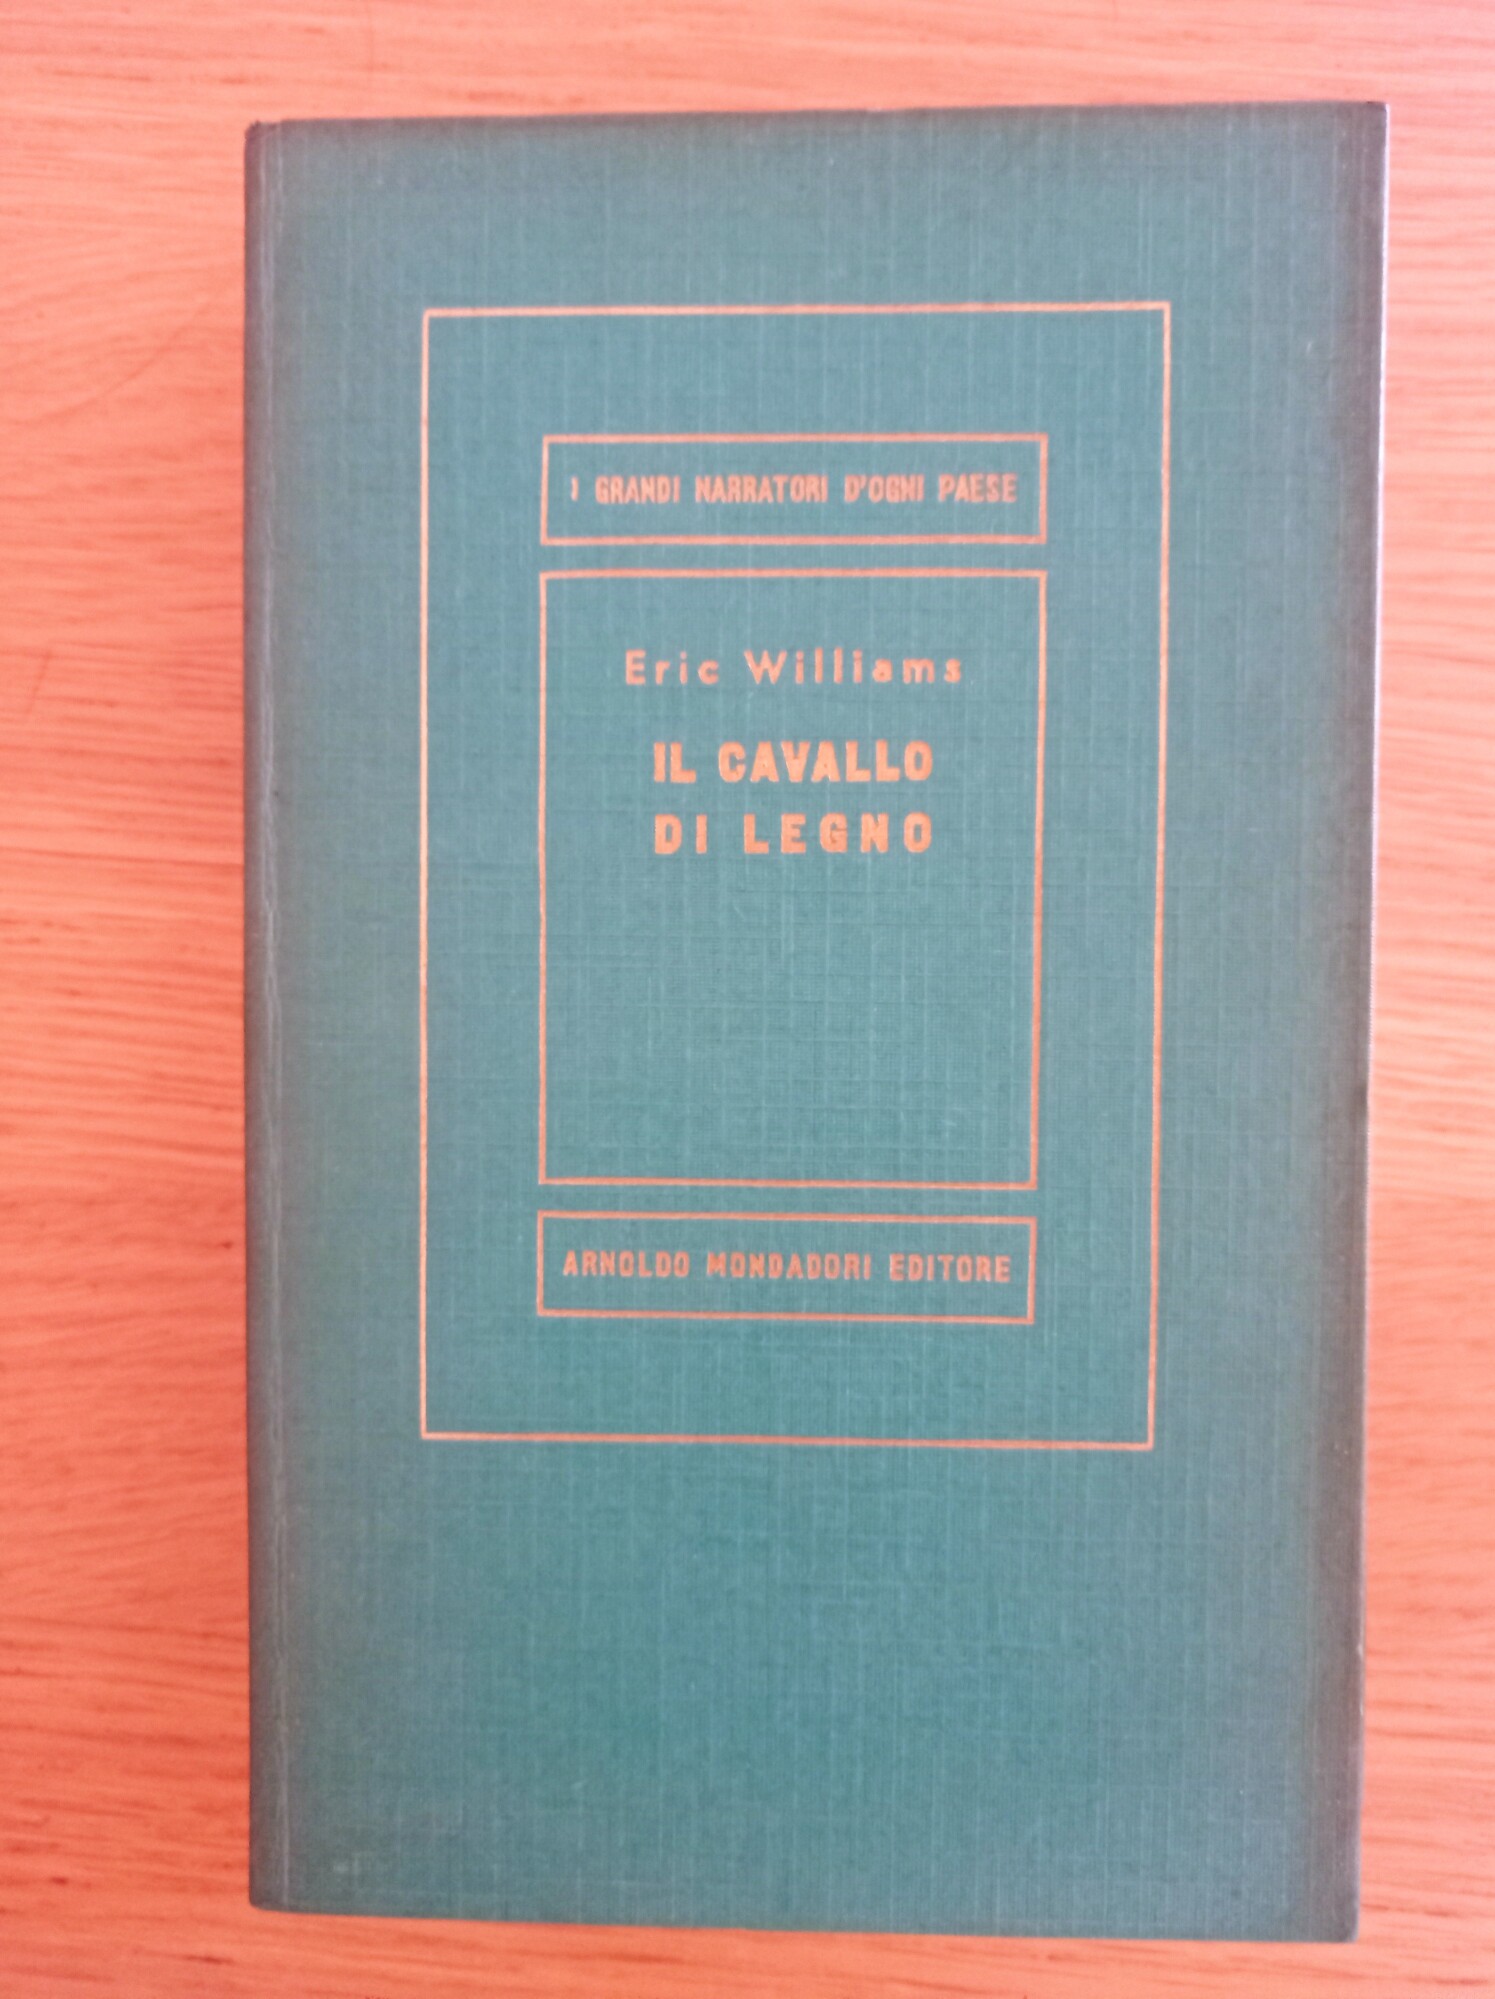 I GRANDI NARRATORI D'OGNI PAESE
Eric Williams
IL CAVALLO
DI LEGNO
ARNOLDO MONDADORI EDITORE